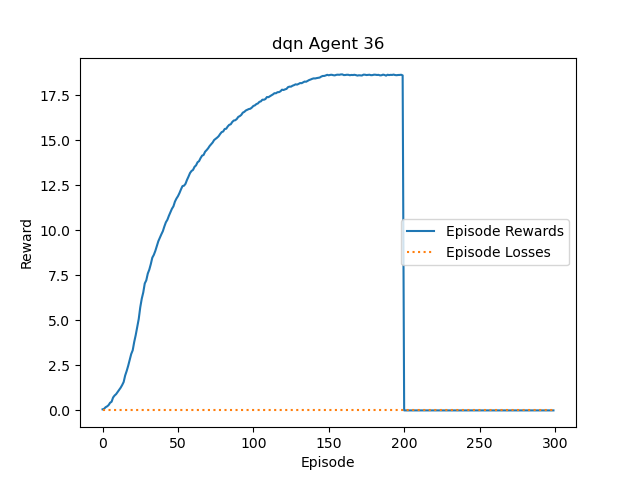 dqn Agent 36
Reward
17.5
15.0
12.5
10.0
7.5
5.0
2.5
0.0
Episode Rewards
Episode Losses
0 50 100 150 200 250 300
Episode